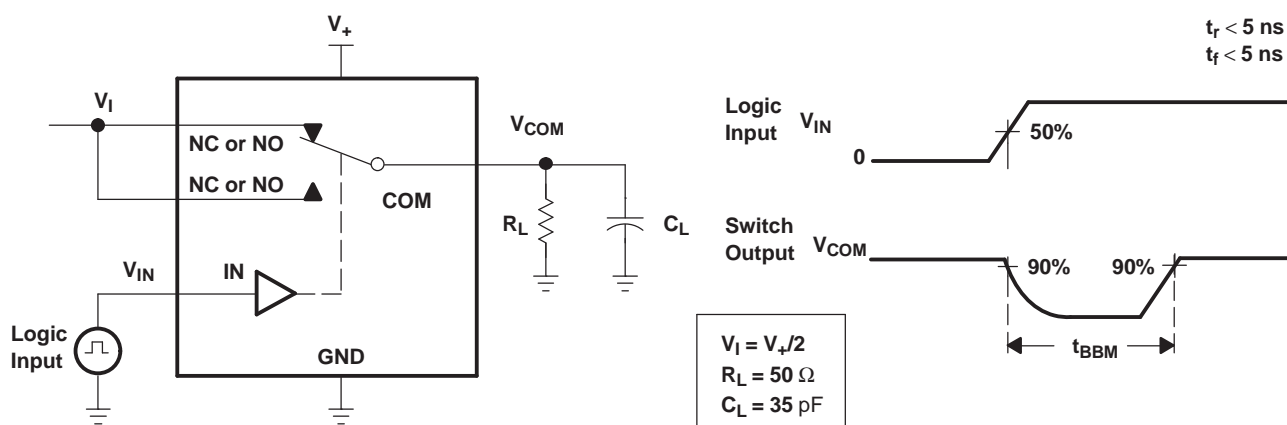 V+
VI
NC or NO
NC or NO
COM
VCOM
RL
CL
VIN
IN
Logic
Input
GND
VI = V+/2
RL = 50 Ω
CL = 35 pF
tr < 5 ns
tf < 5 ns
Logic
Input
VIN
50%
0
Switch
Output
VCOM
90%
90%
tBBM